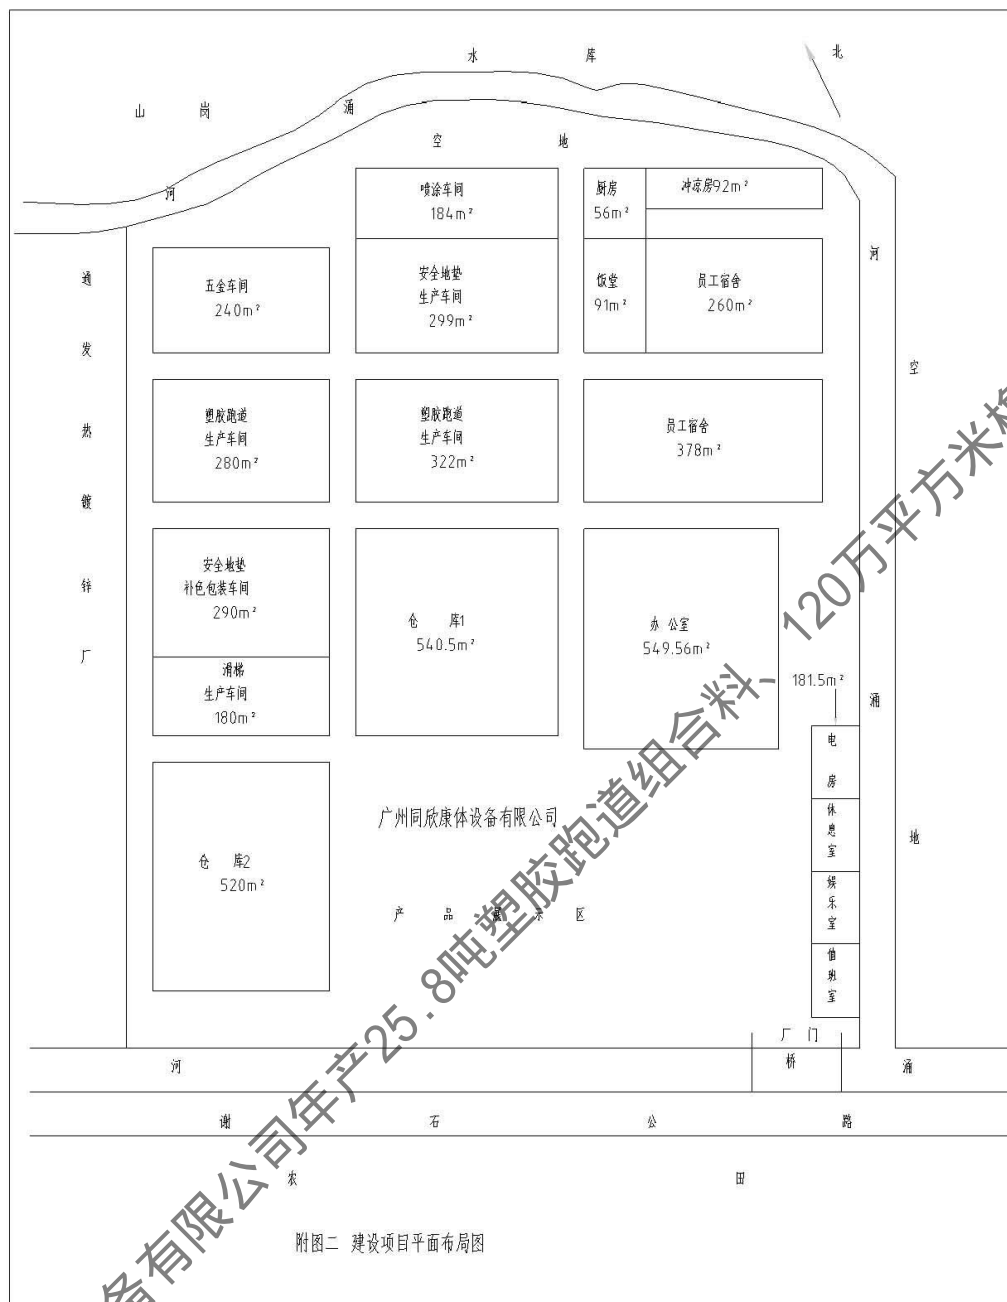 水 库
北
山 岗
涌
空 地
河
喷涂车间
184m²
厨房
56m²
冲凉房92m²
通发热镀锌厂
五金车间
240m²
安全地垫
生产车间
299m²
饭堂
91m²
员工宿舍
260m²
河
空
塑胶跑道
生产车间
280m²
塑胶跑道
生产车间
322m²
员工宿舍
378m²
安全地垫
补色包装车间
290m²
滑梯
生产车间
180m²
仓 库1
540.5m²
办 公室
549.56m²
181.5m²
涌
电房
休息室
娱乐室
值班室
地
仓 库2
520m²
广州同欣康体设备有限公司
产 品 展 示 区
厂 门
桥
河 涌
谢 石 公 路
农 田
附图二 建设项目平面布局图
备有限公司年产25.8吨塑胶跑道组合料、120万平方米橡